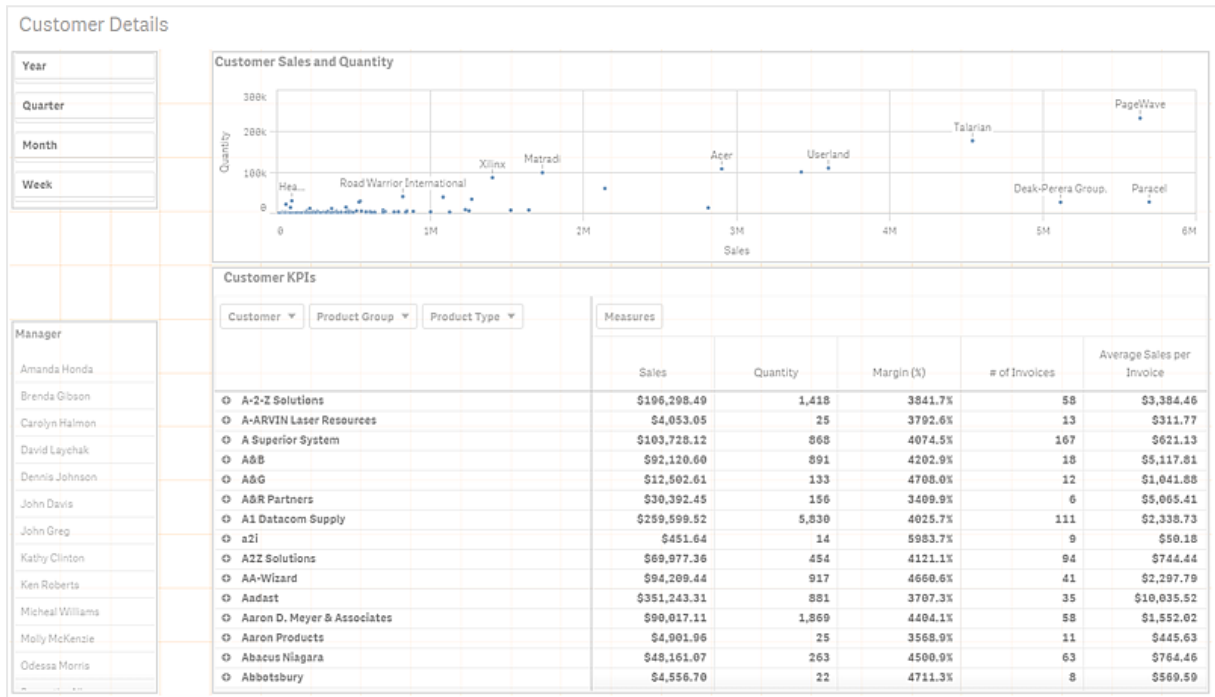 Customer Details
Year
Quarter
Month
Week
Customer Sales and Quantity
300k
200k
100k
0
Quantity
Hea...
Road Warrior International
Xilinx
Matradi
Acer
Userland
Talarian
PageWave
Deak-Perera Group.
Paracel
0 1M 2M 3M 4M 5M 6M
Sales
Manager
Amanda Honda
Brenda Gibson
Carolyn Halmon
David Laychak
Dennis Johnson
John Davis
John Greg
Kathy Clinton
Ken Roberts
Micheal Williams
Molly McKenzie
Odessa Morris
Customer KPIs
Customer Product Group Product Type Measures
Sales Quantity Margin (%) # of Invoices Average Sales per Invoice
A-2-Z Solutions $196,298.49 1,418 3841.7% 58 $3,384.46
A-ARVIN Laser Resources $4,053.05 25 3792.6% 13 $311.77
A Superior System $103,728.12 868 4074.5% 167 $621.13
A&B $92,120.60 891 4202.9% 18 $5,117.81
A&G $12,502.61 133 4708.0% 12 $1,041.88
A&R Partners $30,392.45 156 3409.9% 6 $5,065.41
A1 Datacom Supply $259,599.52 5,830 4025.7% 111 $2,338.73
a2i $451.64 14 5983.7% 9 $50.18
A2Z Solutions $69,977.36 454 4121.1% 94 $744.44
AA-Wizard $94,209.44 917 4660.6% 41 $2,297.79
Aadast $351,243.31 881 3707.3% 35 $10,035.52
Aaron D. Meyer & Associates $90,017.11 1,869 4404.1% 58 $1,552.02
Aaron Products $4,901.96 25 3568.9% 11 $445.63
Abacus Niagara $48,161.07 263 4500.9% 63 $764.46
Abbotsbury $4,556.70 22 4711.3% 8 $569.59